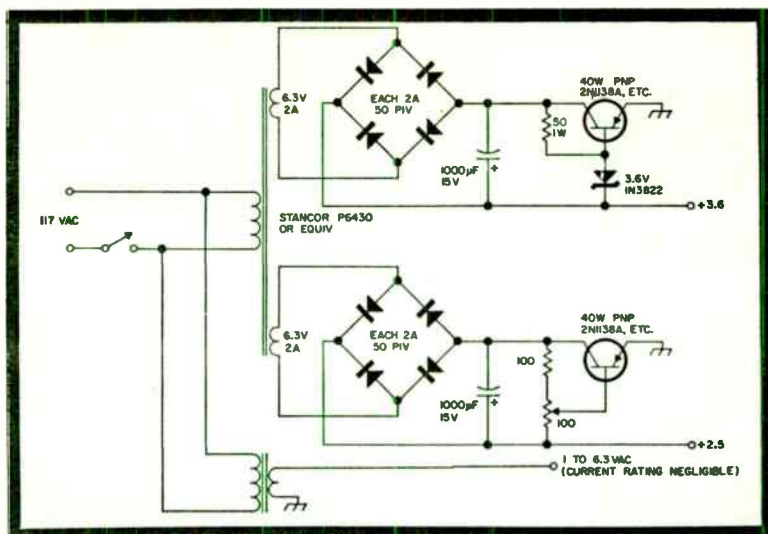 6.3V
2A
EACH 2A
50 PIV
1000µF
15V
50
1W
40W PNP
2N1138A, ETC.
3.6V
1N3822
+3.6
117 VAC
STANCOR P6430
OR EQUIV
6.3V
2A
EACH 2A
50 PIV
1000µF
15V
100
100
40W PNP
2N1138A, ETC.
+2.5
1 TO 6.3VAC
(CURRENT RATING NEGLIGIBLE)